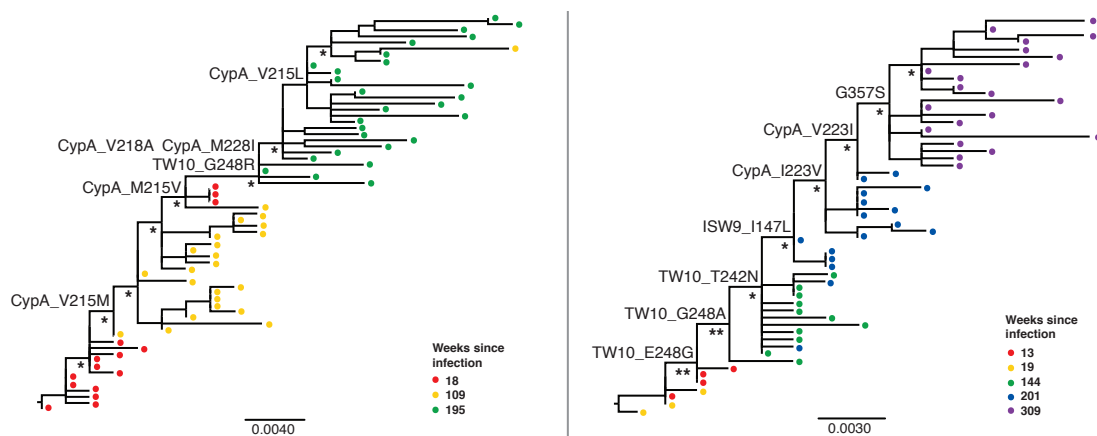 CypA_V215L
CypA_V218A CypA_M228I
TW10_G248R
CypA_M215V
CypA_V215M
*
*
*
*
*
*
*
*
Weeks since
infection
18
109
195
0.0040
G357S
CypA_V223I
CypA_I223V
ISW9_I147L
TW10_T242N
TW10_G248A
TW10_E248G
*
*
*
*
*
*
**
**
Weeks since
infection
13
19
144
201
309
0.0030